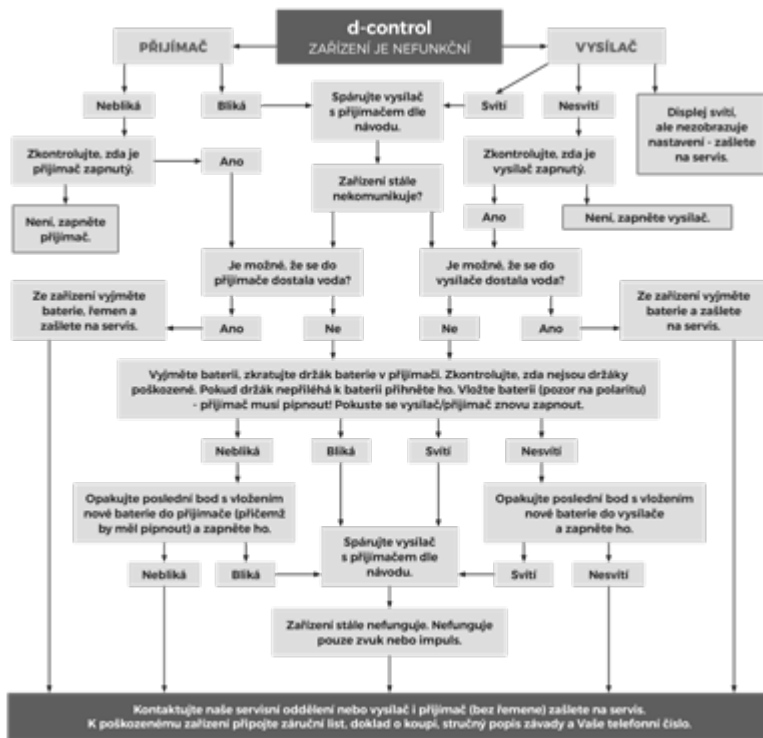 d-control
ZAŘÍZENÍ JE NEFUNKČNÍ
PŘIJÍMAČ
VYSÍLAČ
Nebliká
Bliká
Spárujte vysílač
s přijímačem dle
návodu.
Svítí
Nesvítí
Displej svítí,
ale nezobrazuje
nastavení - zašlete
na servis.
Zkontrolujte, zda je
přijímač zapnutý.
Ano
Zařízení stále
nekomunikuje?
Zkontrolujte, zda je
vysílač zapnutý.
Není, zapněte
přijímač.
Ano
Není, zapněte vysílač.
Je možné, že se do
přijímače dostala voda?
Je možné, že se do
vysílače dostala voda?
Ze zařízení vyjměte
baterie, řemen a
zašlete na servis.
Ano
Ne
Ne
Ano
Ze zařízení vyjměte
baterie a zašlete
na servis.
Vyjměte baterii, zkratujte držák baterie v přijímači. Zkontrolujte, zda nejsou držáky
poškozené. Pokud držák nepřiléhá k baterii přihněte ho. Vložte baterii (pozor na polaritu)
- přijímač musí pípnout! Pokuste se vysílač/přijímač znovu zapnout.
Nebliká
Bliká
Svítí
Nesvítí
Opakujte poslední bod s vložením
nové baterie do přijímače (přičemž
by měl pípnout) a zapněte ho.
Opakujte poslední bod s vložením
nové baterie do vysílače
a zapněte ho.
Spárujte vysílač
s přijímačem dle
návodu.
Nebliká
Bliká
Svítí
Nesvítí
Zařízení stále nefunguje. Nefunguje
pouze zvuk nebo impuls.
Kontaktujte naše servisní oddělení nebo vysílač i přijímač (bez řemene) zašlete na servis.
K poškozenému zařízení připojte záruční list, doklad o koupi, stručný popis závady a Vaše telefonní číslo.